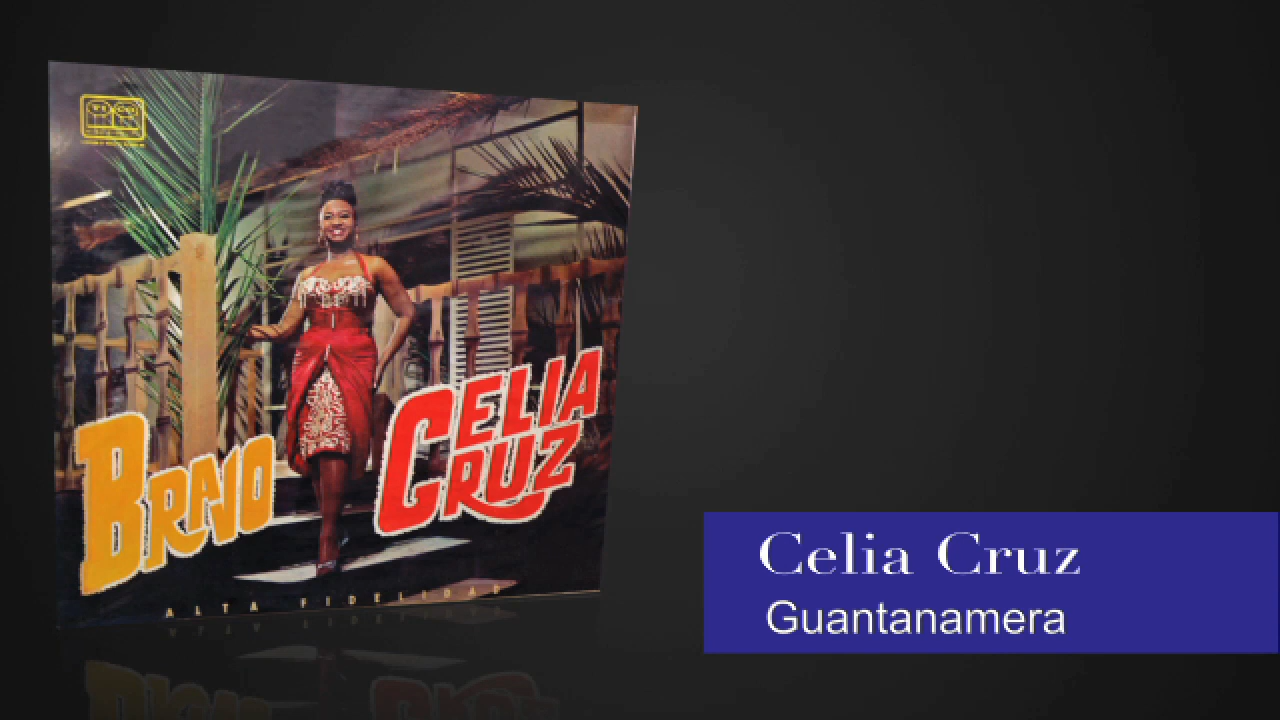 BRAVO
CELIA
CRUZ
ALTA FIDELIDAD
Celia Cruz
Guantanamera